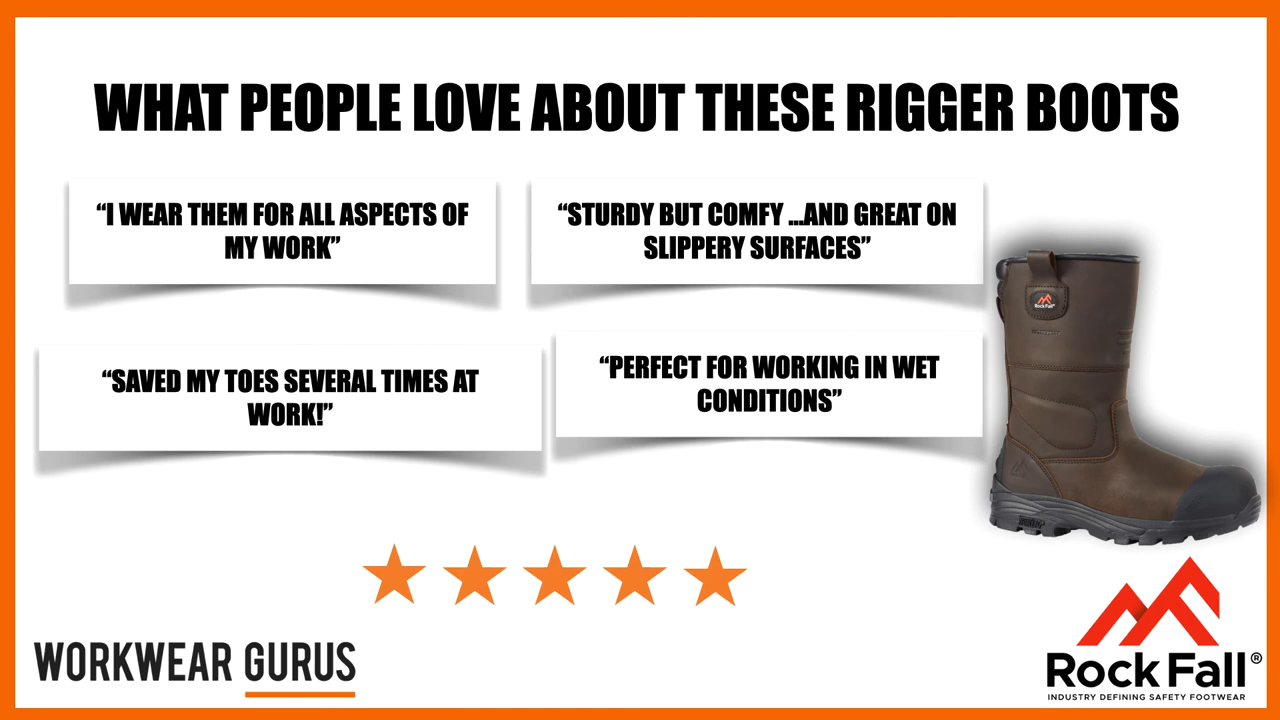 WHAT PEOPLE LOVE ABOUT THESE RIGGER BOOTS
“I WEAR THEM FOR ALL ASPECTS OF
MY WORK”
“STURDY BUT COMFY ...AND GREAT ON
SLIPPERY SURFACES”
“SAVED MY TOES SEVERAL TIMES AT
WORK!”
“PERFECT FOR WORKING IN WET
CONDITIONS”
RockFall®
WORKWEAR GURUS
RockFall®
INDUSTRY DEFINING SAFETY FOOTWEAR